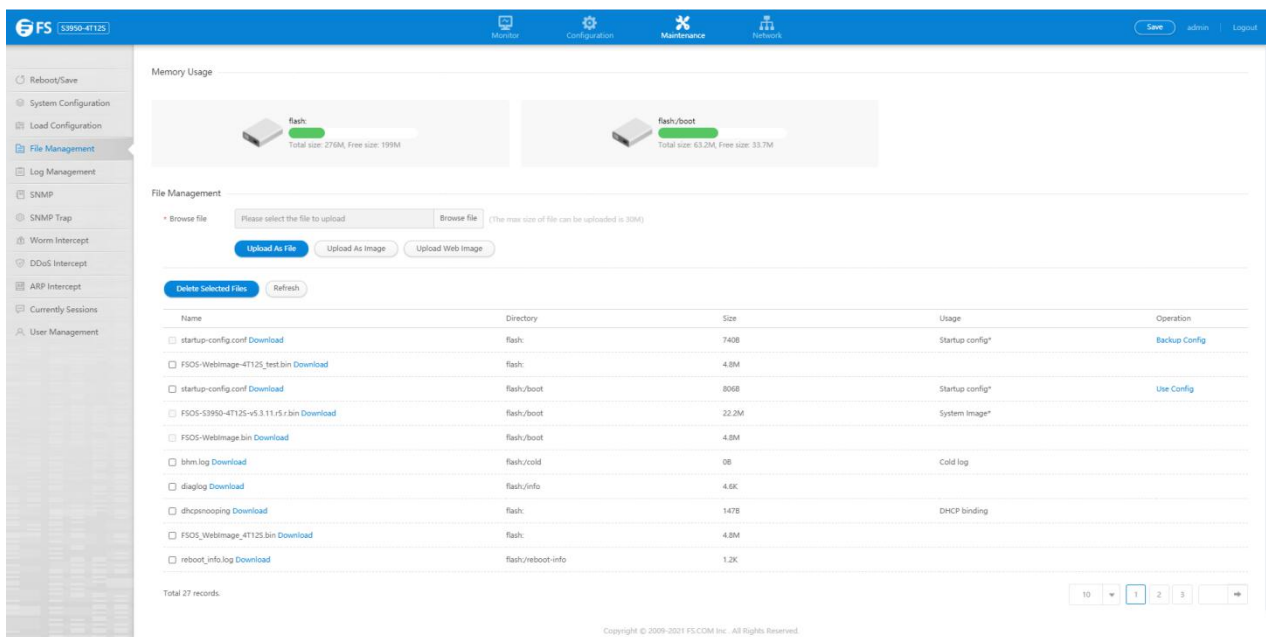 FS S3950-4T12S
Monitor Configuration Maintenance Network
Save admin Logout
Reboot/Save
System Configuration
Load Configuration
File Management
Log Management
SNMP
SNMP Trap
Worm Intercept
DDoS Intercept
ARP Intercept
Currently Sessions
User Management
Memory Usage
flash:
Total size: 276M, Free size: 199M
flash:/boot
Total size: 63.2M, Free size: 33.7M
File Management
* Browse file Please select the file to upload Browse file (The max size of file can be uploaded is 30M)
Upload As File Upload As Image Upload Web Image
Delete Selected Files Refresh
Name Directory Size Usage Operation
startup-config.conf Download flash: 740B Startup config* Backup Config
FSOS-WebImage-4T12S_test.bin Download flash: 4.8M
startup-config.conf Download flash:/boot 806B Startup config* Use Config
FSOS-S3950-4T12S-v5.3.11.r5.r.bin Download flash:/boot 22.2M System Image*
FSOS-WebImage.bin Download flash:/boot 4.8M
bhm.log Download flash:/cold 0B Cold log
diaglog Download flash:/info 4.6K
dhcpsnooping Download flash: 147B DHCP binding
FSOS_WebImage_4T12S.bin Download flash: 4.8M
reboot_info.log Download flash:/reboot-info 1.2K
Total 27 records.
10 1 2 3
Copyright © 2009-2021 FS.COM Inc . All Rights Reserved.